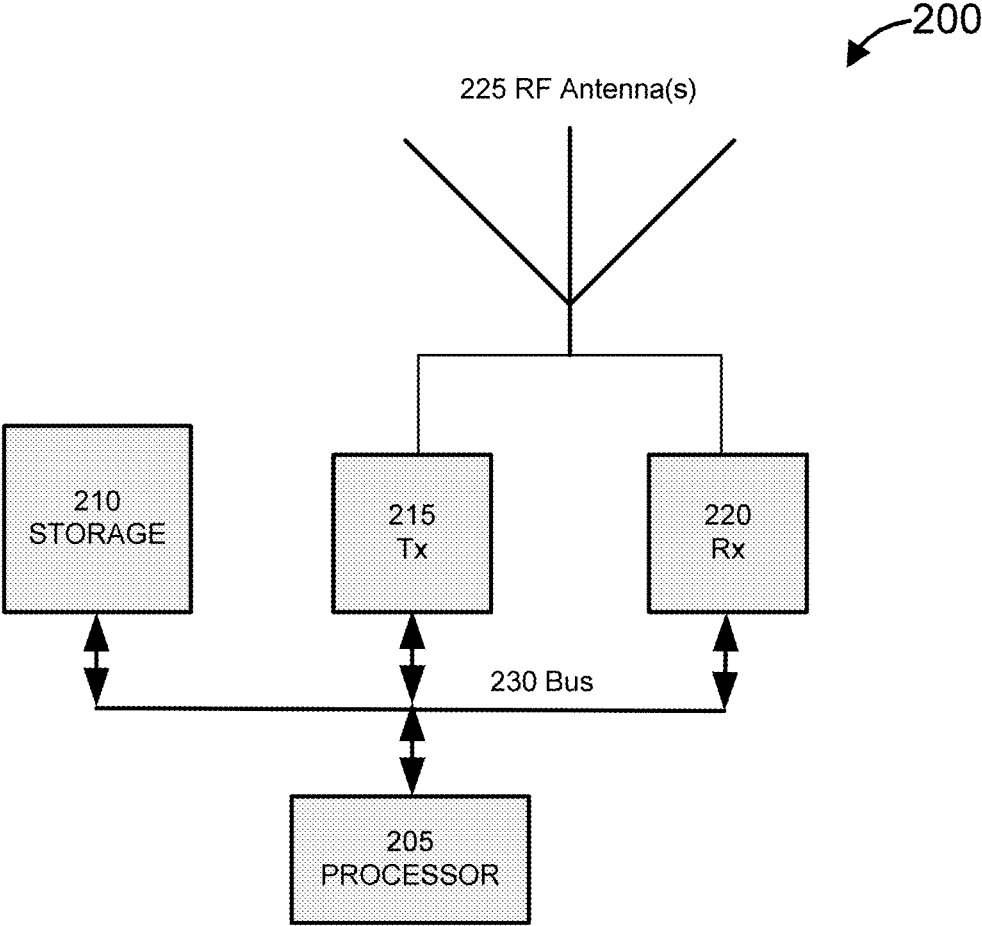 200
225 RF Antenna(s)
210
STORAGE
215
Tx
220
Rx
230 Bus
205
PROCESSOR